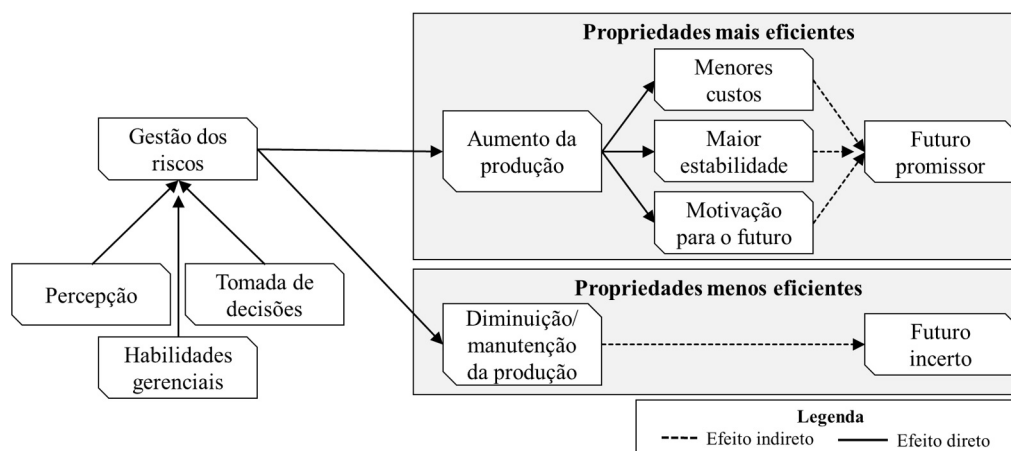 Propriedades mais eficientes
Menores
custos
Gestão dos
riscos
Aumento da
produção
Maior
estabilidade
Futuro
promissor
Motivação
para o futuro
Percepção
Tomada de
decisões
Habilidades
gerenciais
Propriedades menos eficientes
Diminuição/
manutenção
da produção
Futuro
incerto
Legenda
Efeito indireto
Efeito direto